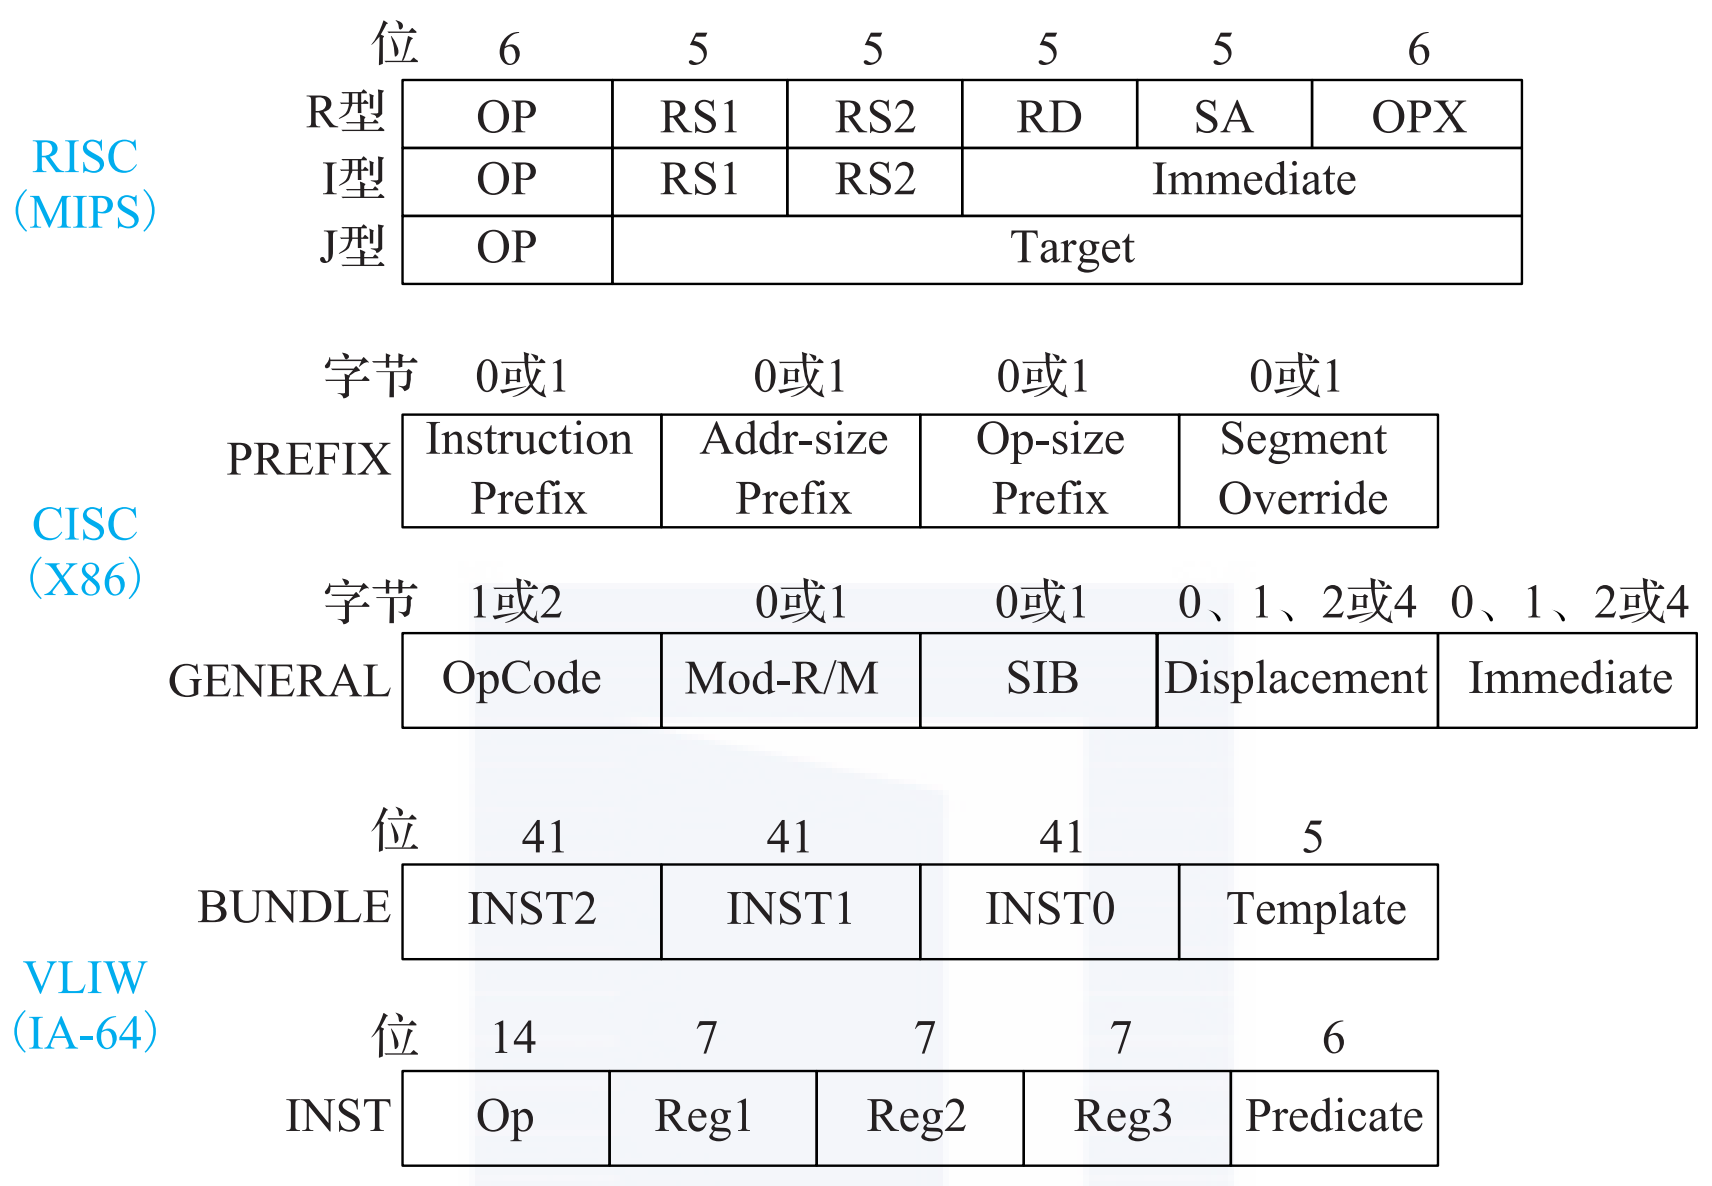 位 6 5 5 5 5 6
R型 OP RS1 RS2 RD SA OPX
RISC
(MIPS)
I型 OP RS1 RS2 Immediate
J型 OP Target
字节 0或1 0或1 0或1 0或1
PREFIX Instruction Prefix Addr-size Prefix Op-size Prefix Segment Override
CISC
(X86)
字节 1或2 0或1 0或1 0、1、2或4 0、1、2或4
GENERAL OpCode Mod-R/M SIB Displacement Immediate
位 41 41 41 5
BUNDLE INST2 INST1 INST0 Template
VLIW
(IA-64)
位 14 7 7 7 6
INST Op Reg1 Reg2 Reg3 Predicate